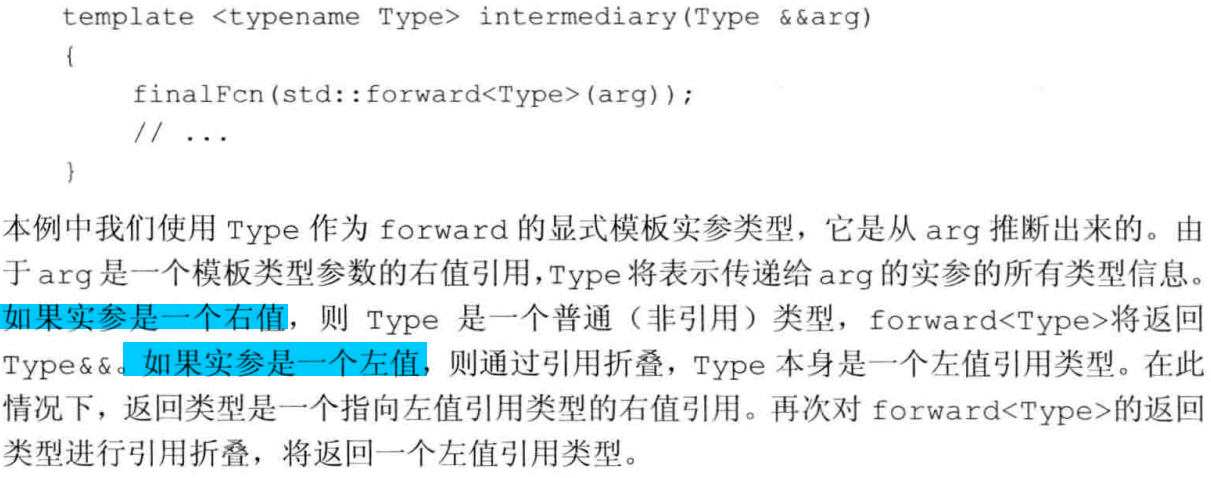 template <typename Type> intermediary(Type &&arg)
{
    finalFcn(std::forward<Type>(arg));
    // ...
}
本例中我们使用 Type 作为 forward 的显式模板实参类型，它是从 arg 推断出来的。由
于 arg 是一个模板类型参数的右值引用，Type 将表示传递给 arg 的实参的所有类型信息。
如果实参是一个右值，则 Type 是一个普通（非引用）类型，forward<Type>将返回
Type&&。如果实参是一个左值，则通过引用折叠，Type 本身是一个左值引用类型。在此
情况下，返回类型是一个指向左值引用类型的右值引用。再次对 forward<Type>的返回
类型进行引用折叠，将返回一个左值引用类型。